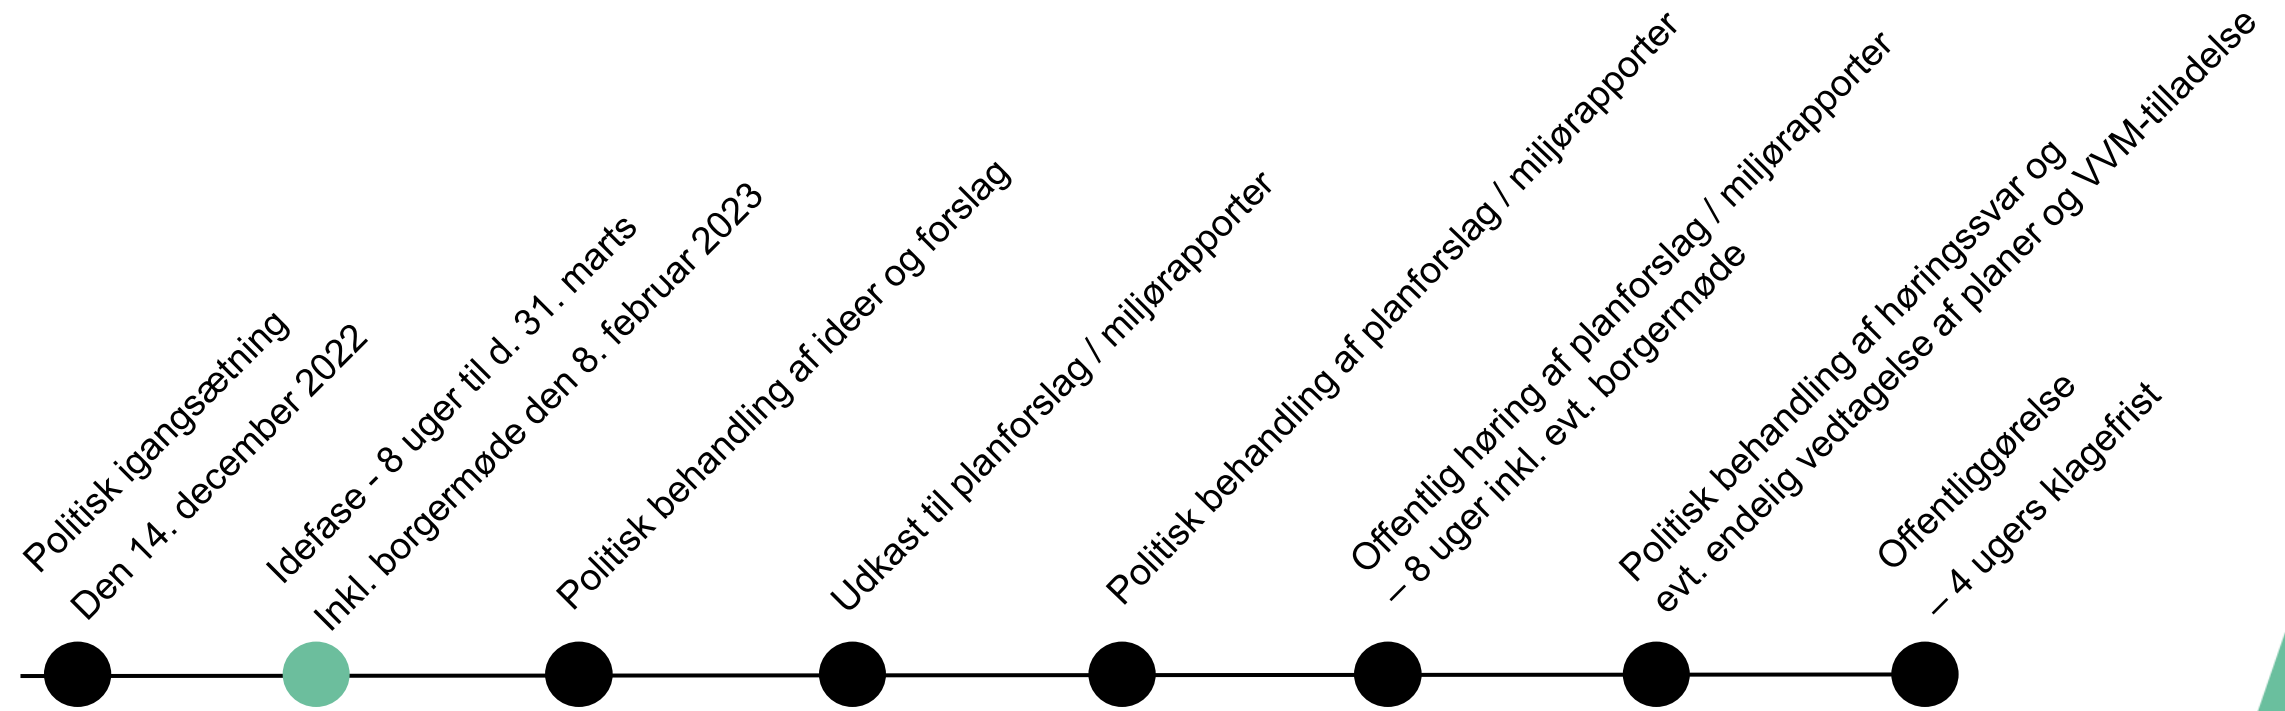 Politisk igangsætning
Den 14. december 2022
Idefase - 8 uger til d. 31. marts
Inkl. borgermøde den 8. februar 2023
Politisk behandling af ideer og forslag
Udkast til planforslag / miljørapporter
Politisk behandling af planforslag / miljørapporter
Offentlig høring af planforslag / miljørapporter
– 8 uger inkl. evt. borgermøde
Politisk behandling af høringssvar og
evt. endelig vedtagelse af planer og VVM-tilladelse
Offentliggørelse
– 4 ugers klagefrist